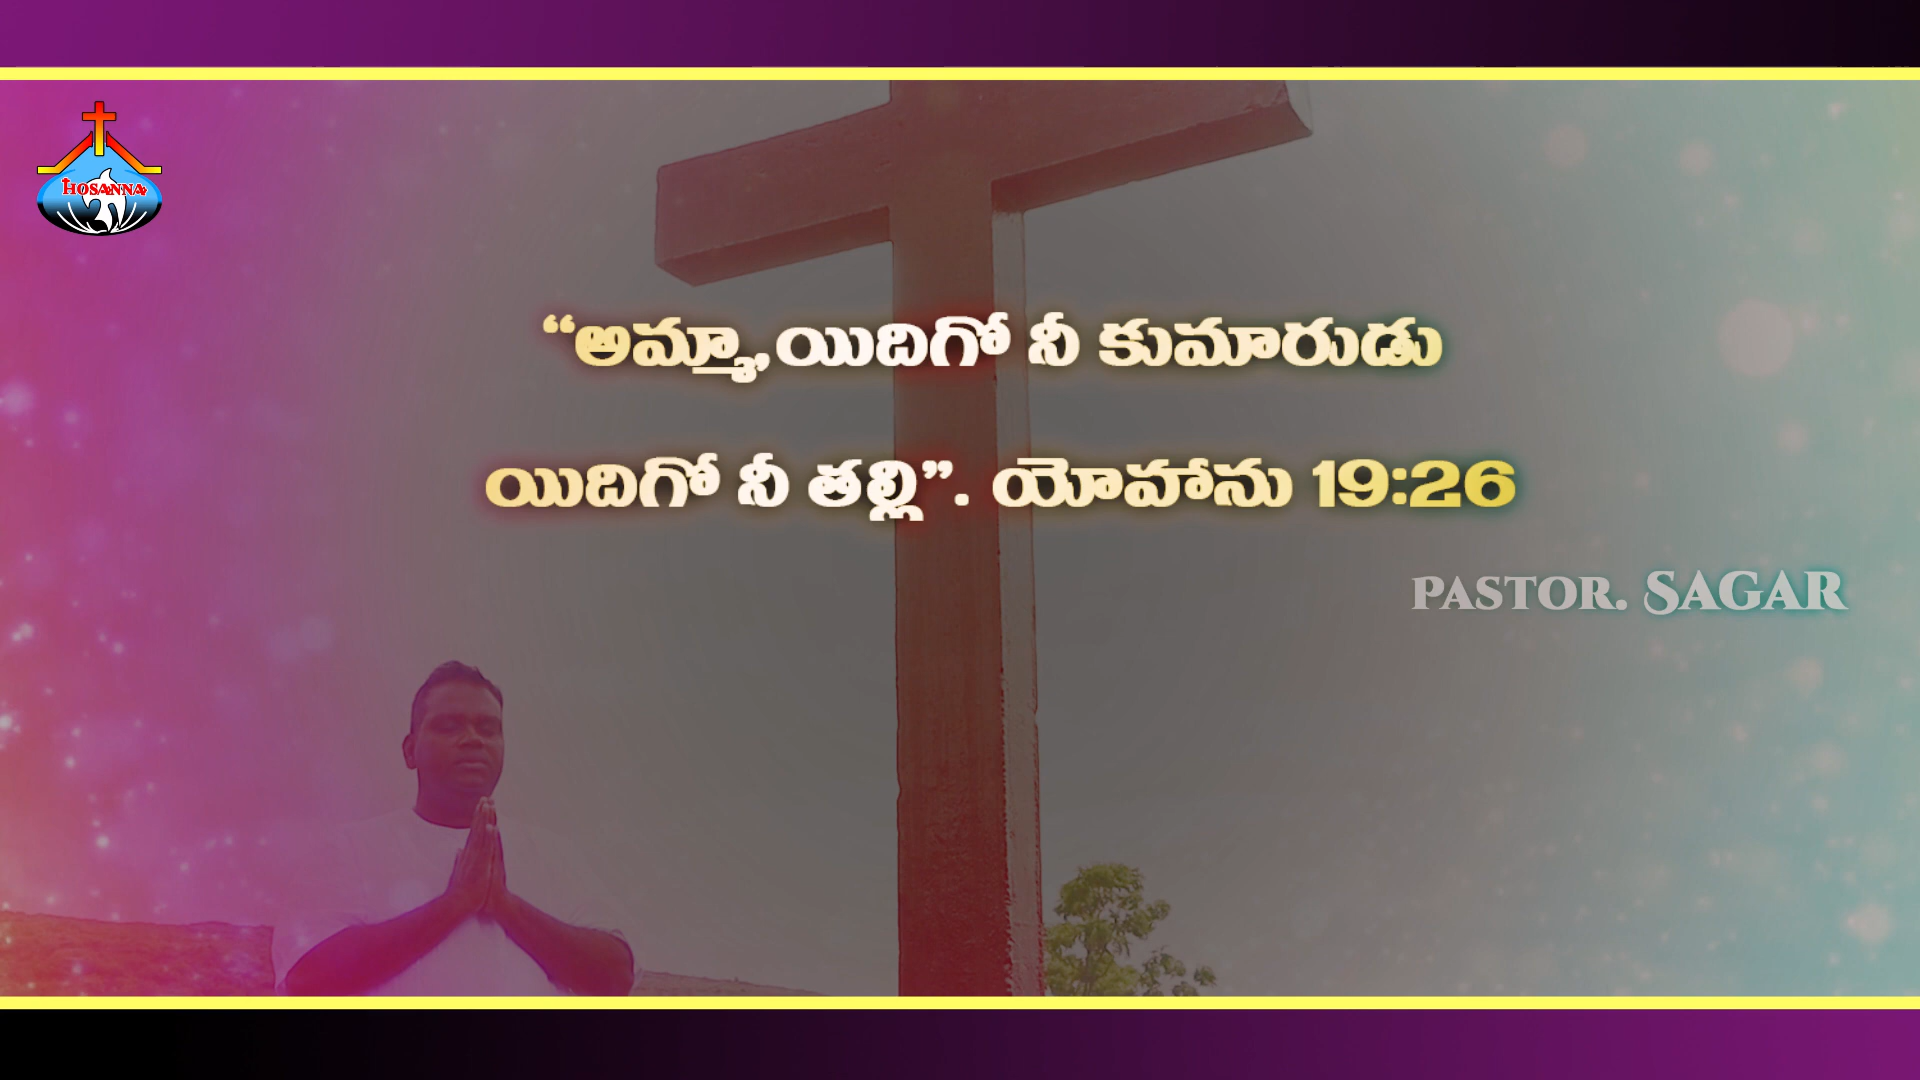 HOSANNA
“అమ్మా,యిదిగో నీ కుమారుడు
యిదిగో నీ తల్లి”. యోహాను 19:26
PASTOR. SAGAR